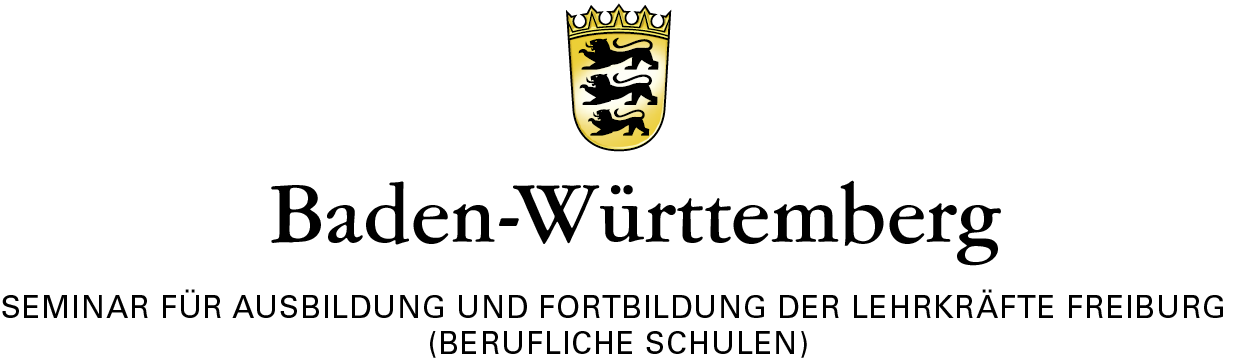 Baden-Württemberg
SEMINAR FÜR AUSBILDUNG UND FORTBILDUNG DER LEHRKRÄFTE FREIBURG
(BERUFLICHE SCHULEN)